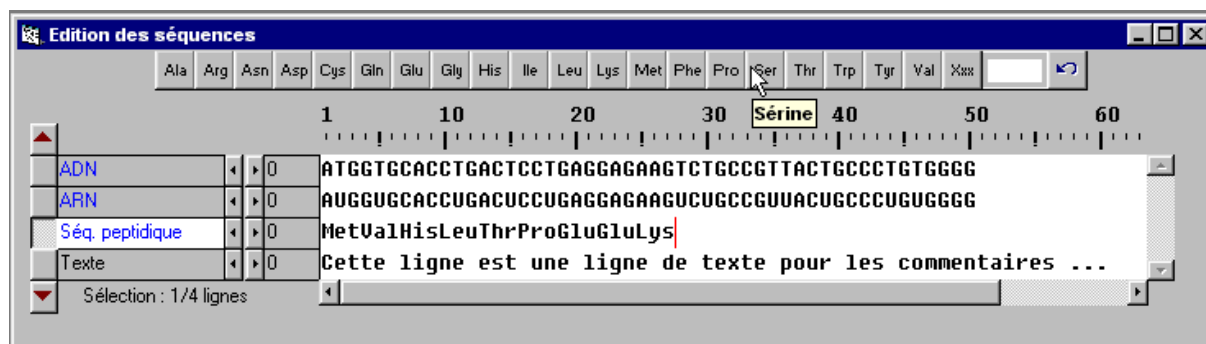 Edition des séquences
Ala Arg Asn Asp Cys Gln Glu Gly His Ile Leu Lys Met Phe Pro Ser Thr Trp Tyr Val Xxx
Sérine
1 10 20 30 40 50 60
ADN 0 ATGGTGCACCTGACTCCTGAGGAGAAGTCTGCCGTTACTGCCCTGTGGGG
ARN 0 AUGGUGCACCUGACUCCUGAGGAGAAGUCUGCCGUUACUGCCCUGUGGGG
Séq. peptidique 0 MetValHisLeuThrProGluGluLys
Texte 0 Cette ligne est une ligne de texte pour les commentaires ...
Sélection : 1/4 lignes